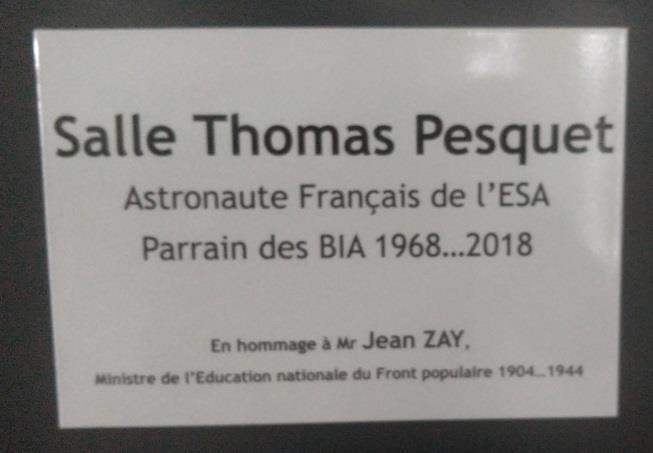 Salle Thomas Pesquet
Astronaute Français de l'ESA
Parrain des BIA 1968...2018
En hommage à Mr Jean ZAY,
Ministre de l'Education nationale du Front populaire 1904...1944